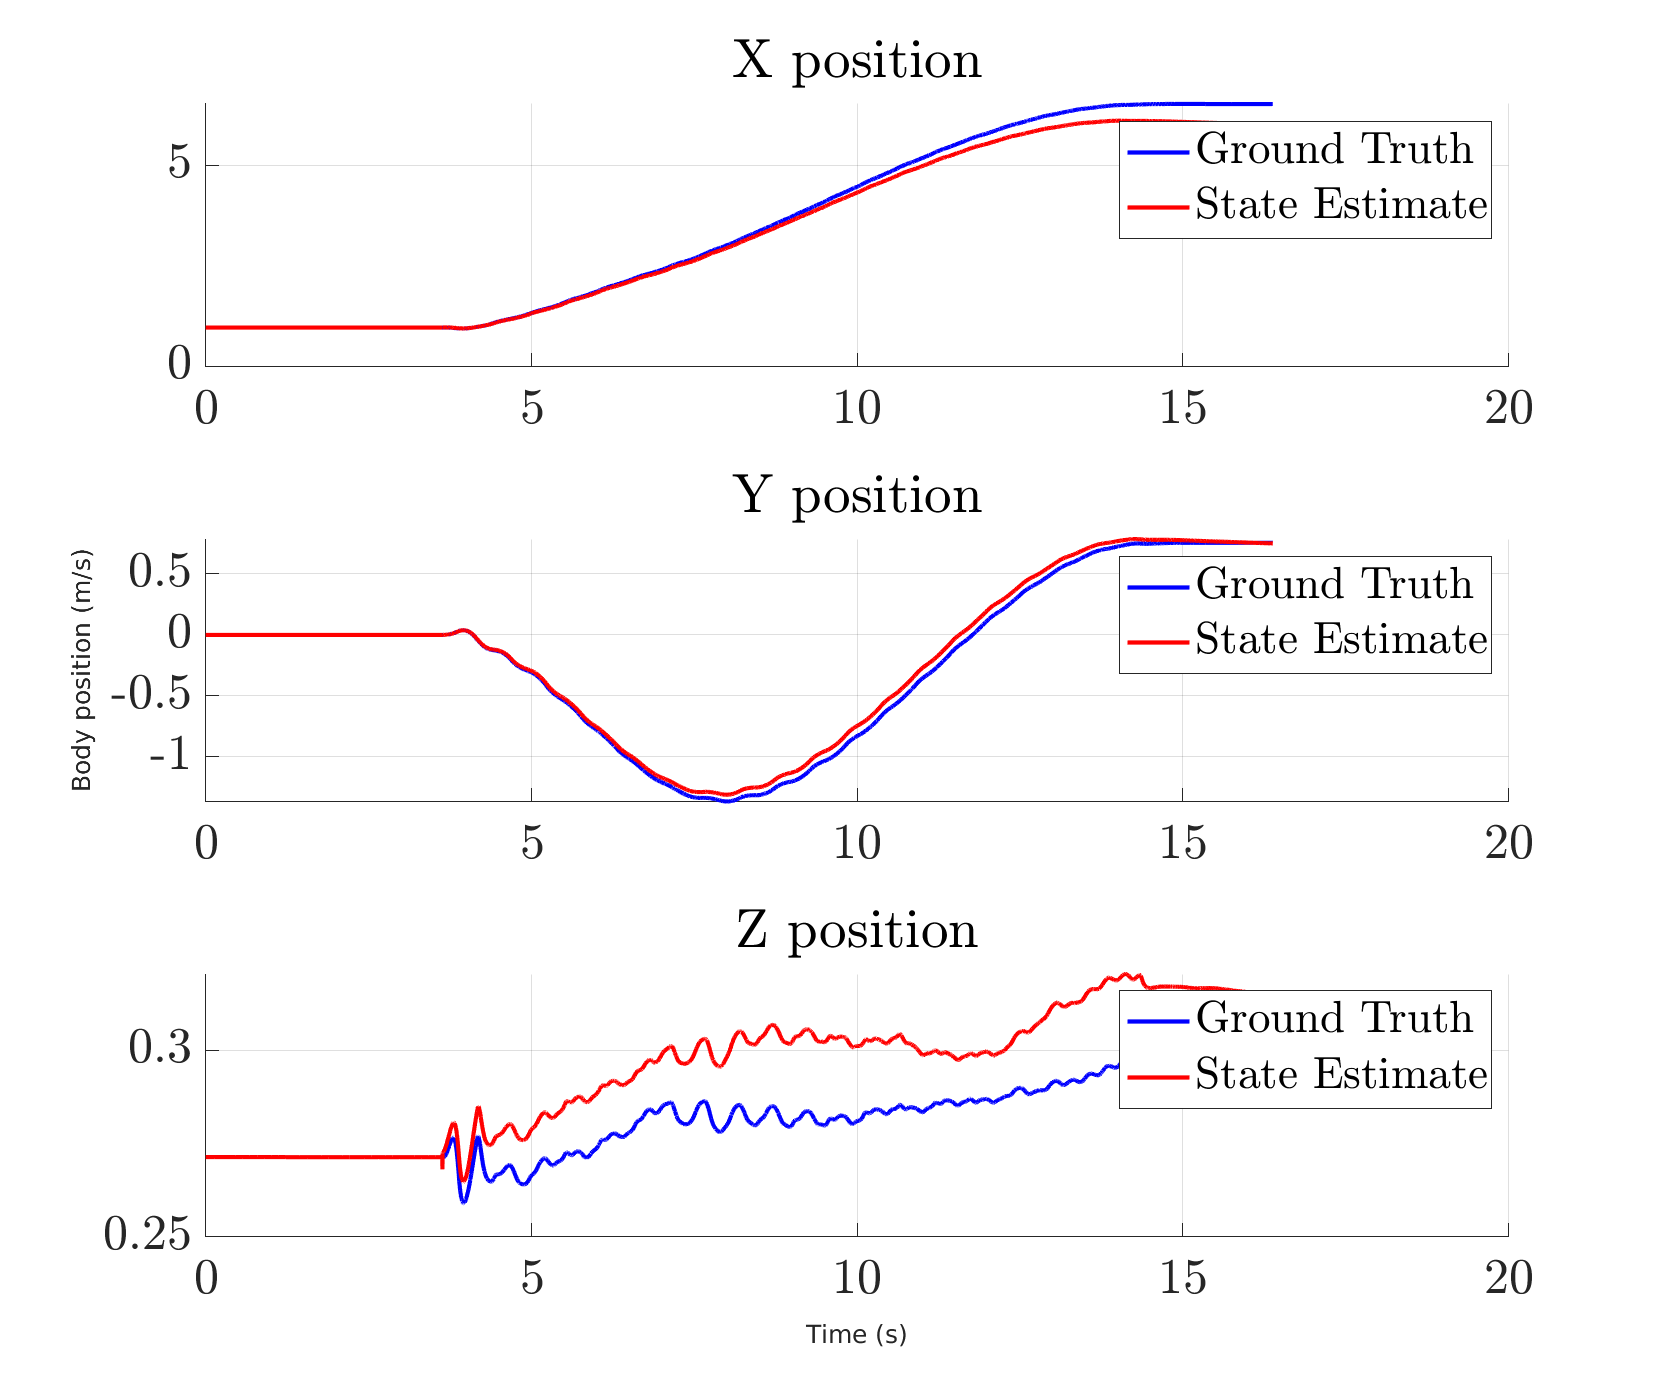 X position
5
0
0 5 10 15 20
Ground Truth
State Estimate
Y position
Body position (m/s)
0.5
0
-0.5
-1
0 5 10 15 20
Ground Truth
State Estimate
Z position
0.3
0.25
0 5 10 15 20
Ground Truth
State Estimate
Time (s)